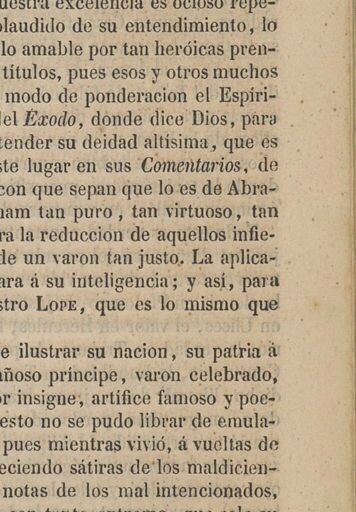 uestra excelencia es ocioso repe-
plaudido de su entendimiento, lo
lo amable por tan heróicas pren-
títulos, pues esos y otros muchos
modo de ponderacion el Espíri-
del Exodo, donde dice Dios, para
tender su deidad altísima, que es
ste lugar en sus Comentarios, de
con que sepan que lo es de Abra-
ham tan puro, tan virtuoso, tan
ra la reduccion de aquellos infie-
de un varon tan justo. La aplica-
ara á su inteligencia; y así, para
stro LOPE, que es lo mismo que
e ilustrar su nacion, su patria á
añoso príncipe, varon celebrado,
or insigne, artífice famoso y poe-
esto no se pudo librar de emula-
pues mientras vivió, á vueltas de
eciendo sátiras de los maldicien-
notas de los mal intencionados,